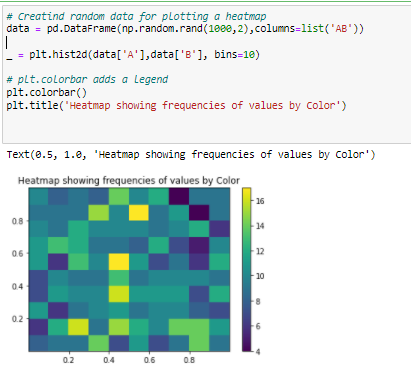 # Creatind random data for plotting a heatmap
data = pd.DataFrame(np.random.rand(1000,2),columns=list('AB'))
_ = plt.hist2d(data['A'],data['B'], bins=10)
# plt.colorbar adds a Legend
plt.colorbar()
plt.title('Heatmap showing frequencies of values by Color')
Text(0.5, 1.0, 'Heatmap showing frequencies of values by Color')
Heatmap showing frequencies of values by Color
0.8
0.6
0.4
0.2
0.2 0.4 0.6 0.8
16
14
12
10
8
6
4